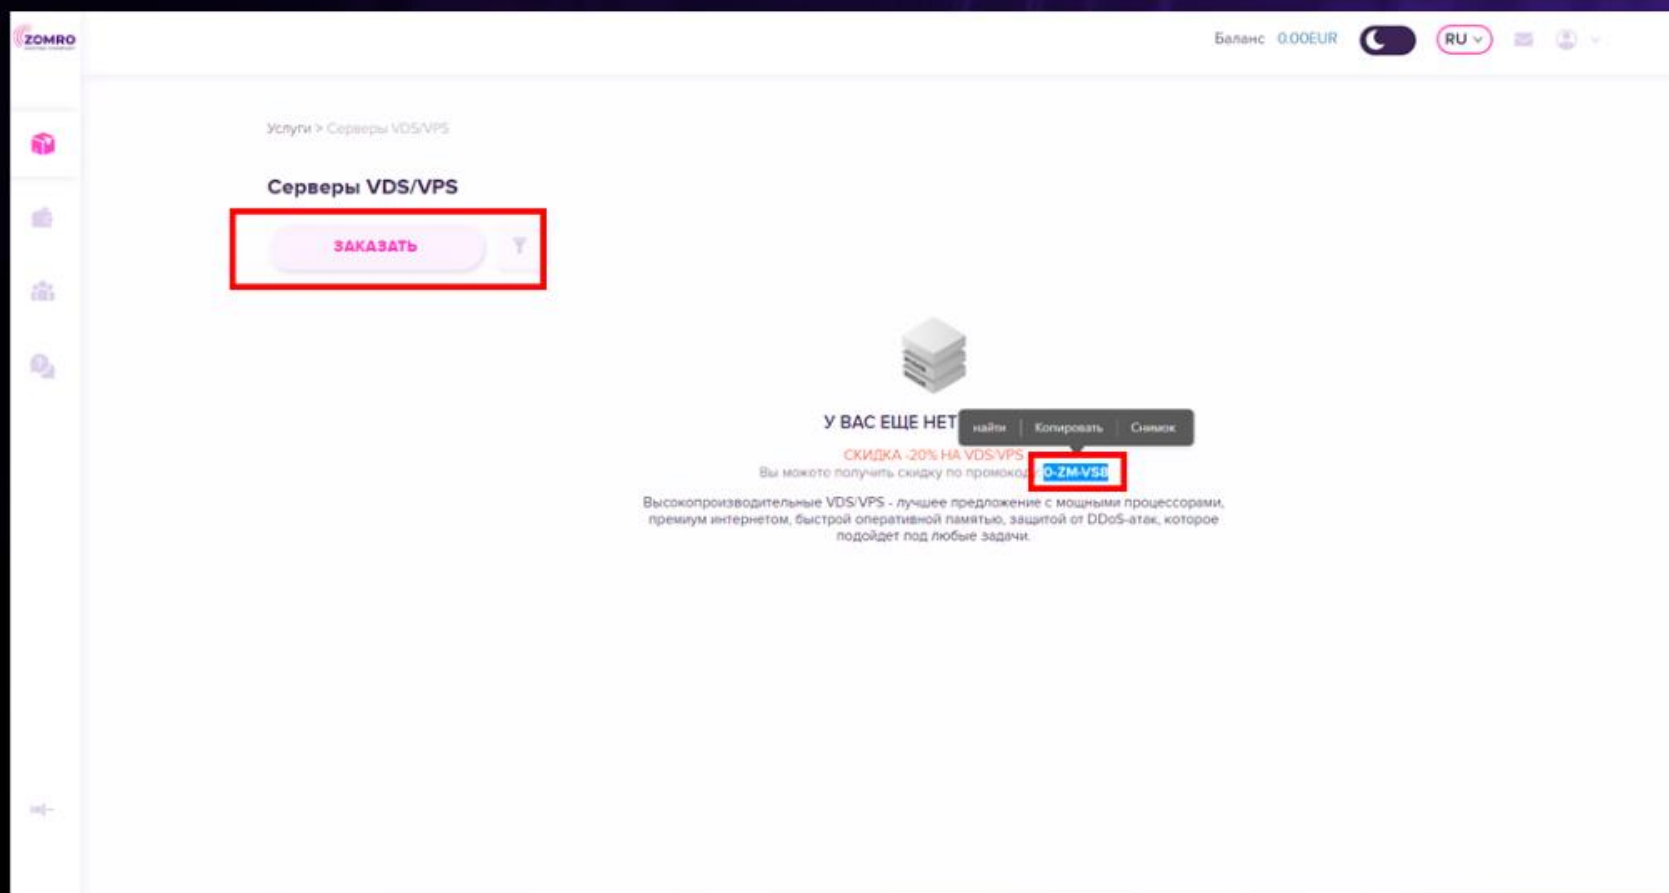 ZOMRO
Баланс 0.00EUR
RU
Услуги > Серверы VDS/VPS
Серверы VDS/VPS
ЗАКАЗАТЬ
У ВАС ЕЩЕ НЕТ
найти | Копировать | Снимок
СКИДКА -20% НА VDS/VPS
Вы можете получить скидку по промокоду 0-ZM-VS8
Высокопроизводительные VDS/VPS - лучшее предложение с мощными процессорами,
премиум интернетом, быстрой оперативной памятью, защитой от DDoS-атак, которое
подойдет под любые задачи.